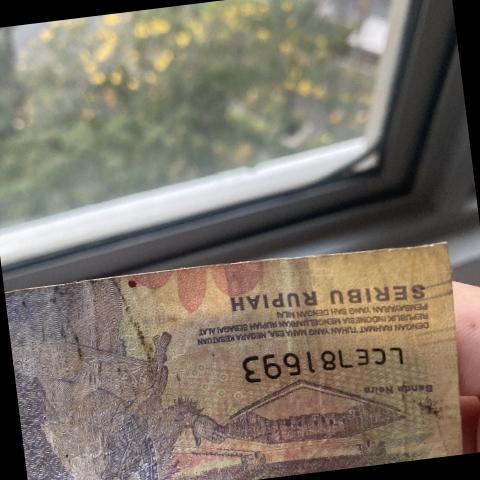 Banda Neira
LCE781693
DENGAN RAHMAT TUHAN YANG MAHA ESA, NEGARA KESATUAN
REPUBLIK INDONESIA MENGELUARKAN RUPIAH SEBAGAI ALAT
PEMBAYARAN YANG SAH DENGAN NILAI
SERIBU RUPIAH